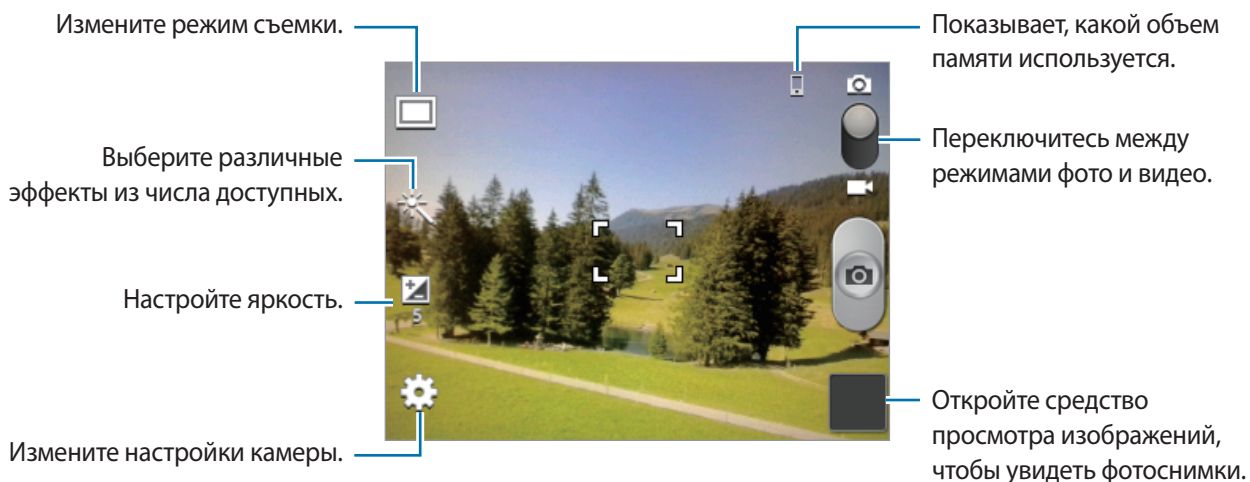 Измените режим съемки.
Выберите различные
эффекты из числа доступных.
Настройте яркость.
5
Измените настройки камеры.
Показывает, какой объем
памяти используется.
Переключитесь между
режимами фото и видео.
Откройте средство
просмотра изображений,
чтобы увидеть фотоснимки.